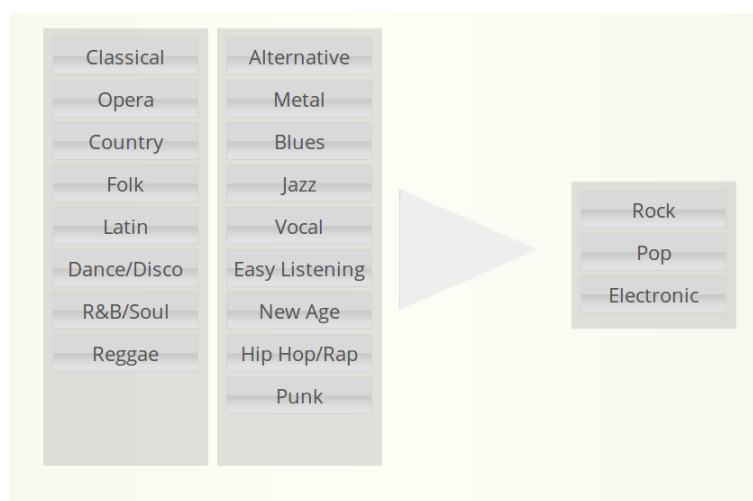 Classical
Opera
Country
Folk
Latin
Dance/Disco
R&B/Soul
Reggae
Alternative
Metal
Blues
Jazz
Vocal
Easy Listening
New Age
Hip Hop/Rap
Punk
Rock
Pop
Electronic